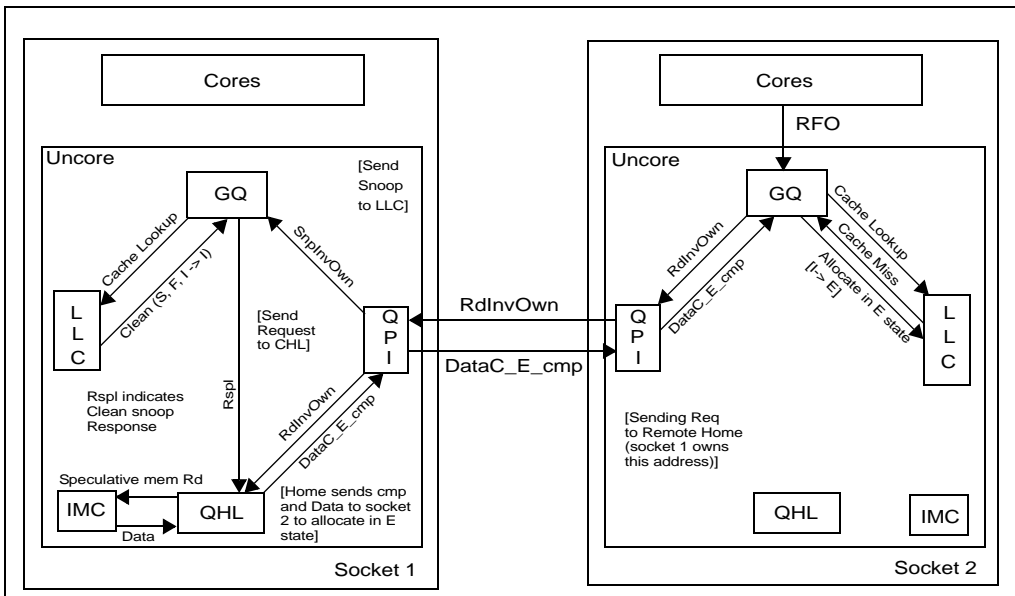 Cores
Uncore
[Send
Snoop
to LLC]
GQ
Cache Lookup
Clean (S, F, I -> I)
SnpInvOwn
L
L
C
[Send
Request
to CHL]
Q
P
I
RspI indicates
Clean snoop
Response
RspI
RdInvOwn
DataC_E_cmp
Speculative mem Rd
IMC
Data
QHL
[Home sends cmp
and Data to socket
2 to allocate in E
state]
Socket 1
RdInvOwn
DataC_E_cmp
Cores
RFO
Uncore
GQ
RdInvOwn
DataC_E_cmp
Cache Lookup
Cache Miss
Allocate in E state
[I-> E]
Q
P
I
L
L
C
[Sending Req
to Remote Home
(socket 1 owns
this address)]
QHL
IMC
Socket 2